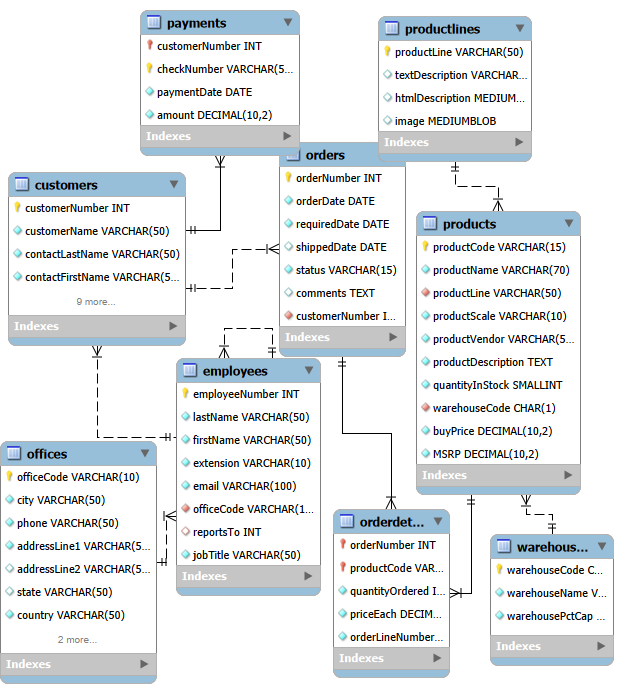 payments
customerNumber INT
checkNumber VARCHAR(5...
paymentDate DATE
amount DECIMAL(10,2)
Indexes
productlines
productLine VARCHAR(50)
textDescription VARCHAR...
htmlDescription MEDIUM...
image MEDIUMBLOB
Indexes
customers
customerNumber INT
customerName VARCHAR(50)
contactLastName VARCHAR(50)
contactFirstName VARCHAR(5...
9 more...
Indexes
orders
orderNumber INT
orderDate DATE
requiredDate DATE
shippedDate DATE
status VARCHAR(15)
comments TEXT
customerNumber I...
Indexes
products
productCode VARCHAR(15)
productName VARCHAR(70)
productLine VARCHAR(50)
productScale VARCHAR(10)
productVendor VARCHAR(5...
productDescription TEXT
quantityInStock SMALLINT
warehouseCode CHAR(1)
buyPrice DECIMAL(10,2)
MSRP DECIMAL(10,2)
Indexes
employees
employeeNumber INT
lastName VARCHAR(50)
firstName VARCHAR(50)
extension VARCHAR(10)
email VARCHAR(100)
officeCode VARCHAR(1...
reportsTo INT
jobTitle VARCHAR(50)
Indexes
offices
officeCode VARCHAR(10)
city VARCHAR(50)
phone VARCHAR(50)
addressLine1 VARCHAR(5...
addressLine2 VARCHAR(5...
state VARCHAR(50)
country VARCHAR(50)
2 more...
Indexes
orderdet...
orderNumber INT
productCode VAR...
quantityOrdered I...
priceEach DECIM...
orderLineNumber...
Indexes
warehous...
warehouseCode C...
warehouseName V...
warehousePctCap ...
Indexes